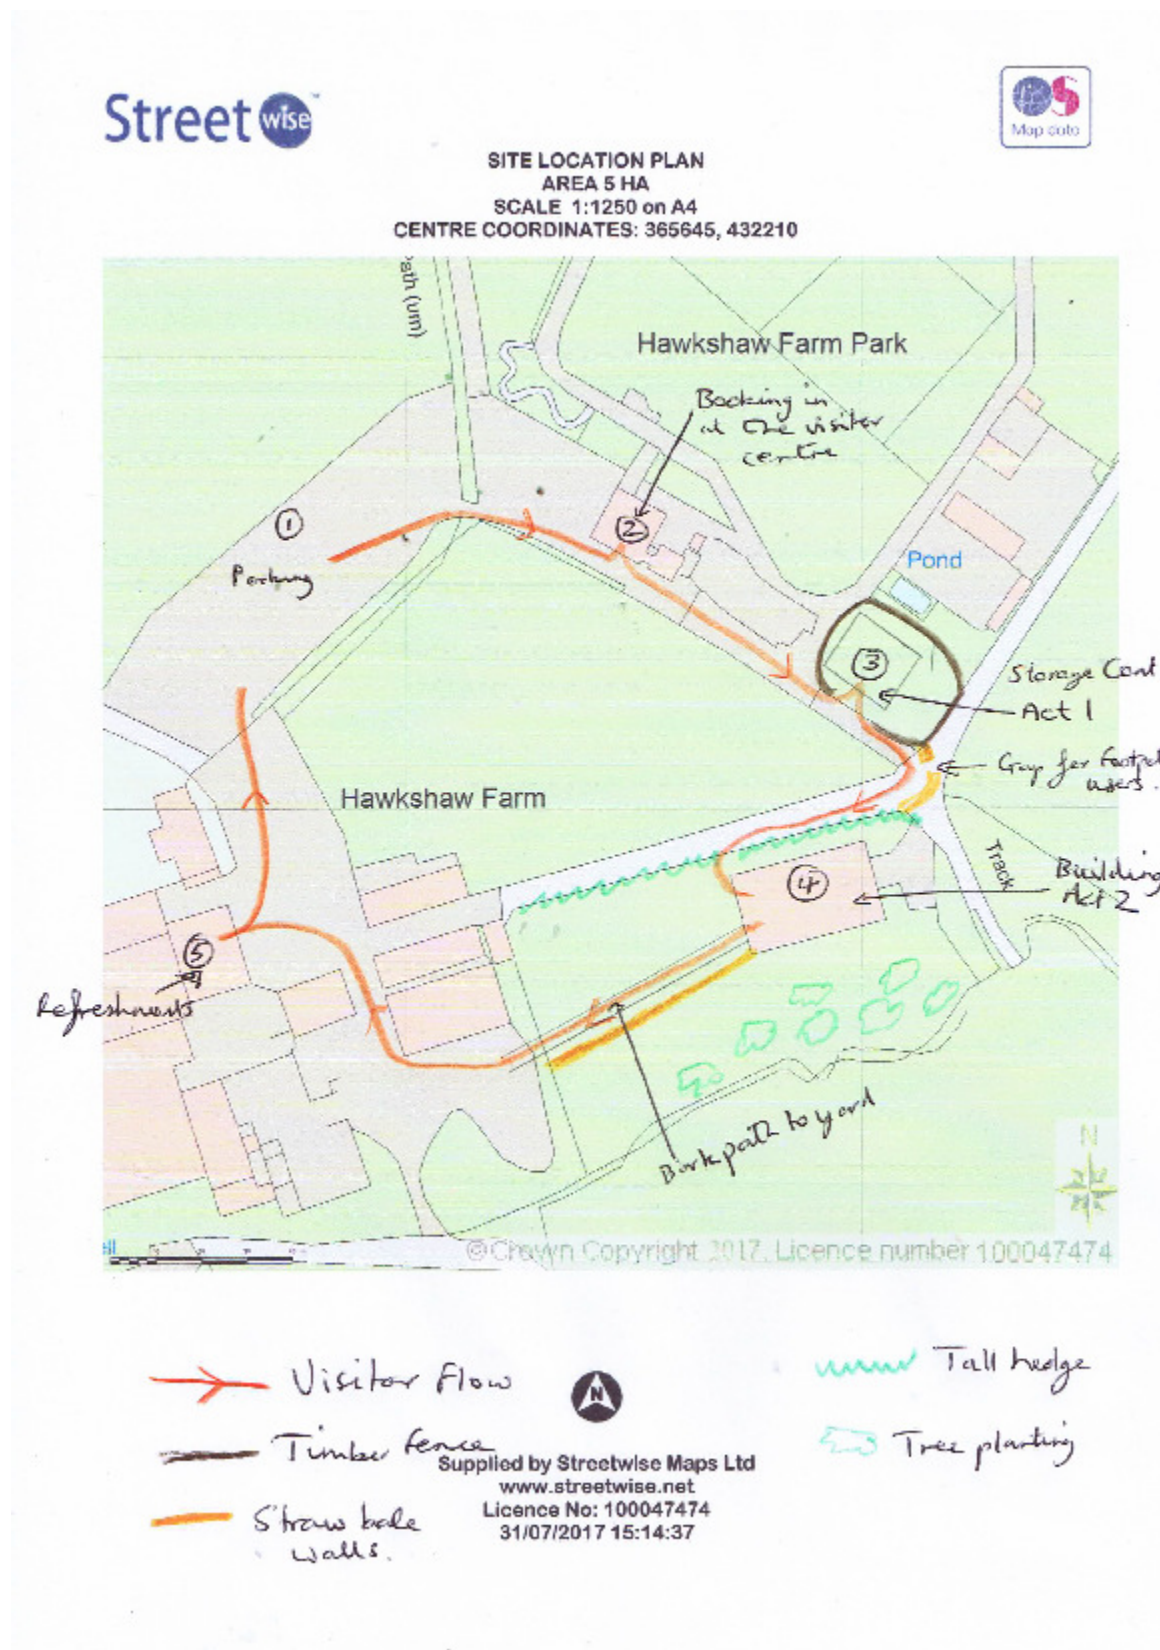 Street wise
Map data
SITE LOCATION PLAN
AREA 5 HA
SCALE 1:1250 on A4
CENTRE COORDINATES: 365645, 432210
ath (um)
Hawkshaw Farm Park
Booking in
at the visitor
centre
1
2
Parking
Pond
3
Storage Cont
Act 1
Gap for footpat
users.
Hawkshaw Farm
Track
4
Building
Act 2
5
Refreshments
path to yard
N
© Crown Copyright 2017. Licence number 100047474
Visitor Flow
Tall hedge
N
Timber fence
Tree planting
Supplied by Streetwise Maps Ltd
www.streetwise.net
Licence No: 100047474
31/07/2017 15:14:37
Straw bale
walls.